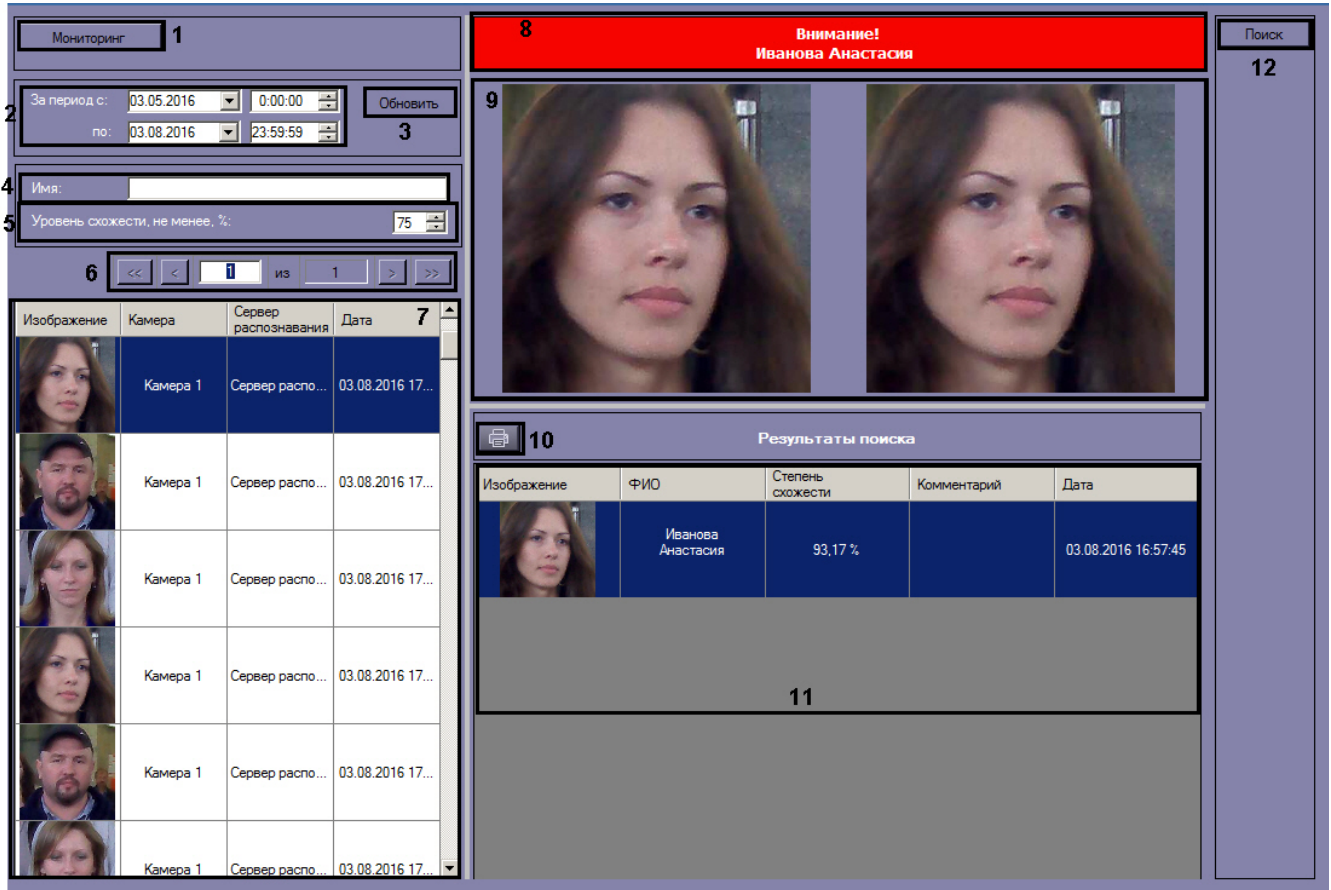 Мониторинг 1
За период с: 03.05.2016 0:00:00 Обновить
2
по: 03.08.2016 23:59:59 3
4 Имя:
5 Уровень схожести, не менее, %: 75
6 << < 1 из 1 > >>
Изображение Камера Сервер распознавания Дата 7
Камера 1 Сервер распо... 03.08.2016 17...
Камера 1 Сервер распо... 03.08.2016 17...
Камера 1 Сервер распо... 03.08.2016 17...
Камера 1 Сервер распо... 03.08.2016 17...
Камера 1 Сервер распо... 03.08.2016 17...
Камера 1 Сервер распо... 03.08.2016 17...
8 Внимание!
Иванова Анастасия
9
10 Результаты поиска
Изображение ФИО Степень схожести Комментарий Дата
Иванова
Анастасия 93,17 % 03.08.2016 16:57:45
11
Поиск
12